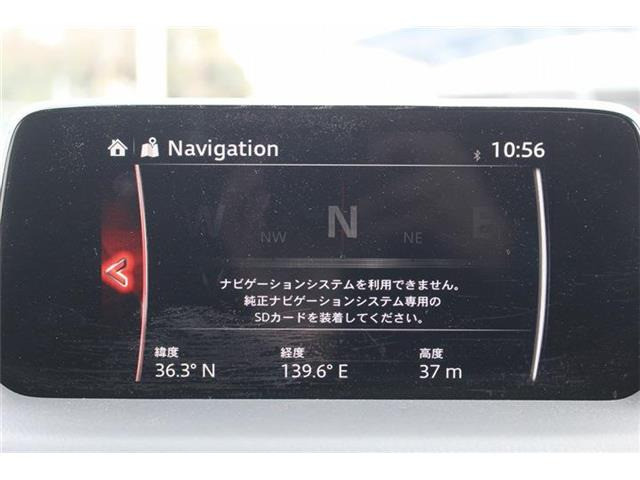 Navigation 10:56
W NW N NE E
ナビゲーションシステムを利用できません。
純正ナビゲーションシステム専用の
SDカードを装着してください。
緯度 経度 高度
36.3° N 139.6° E 37 m